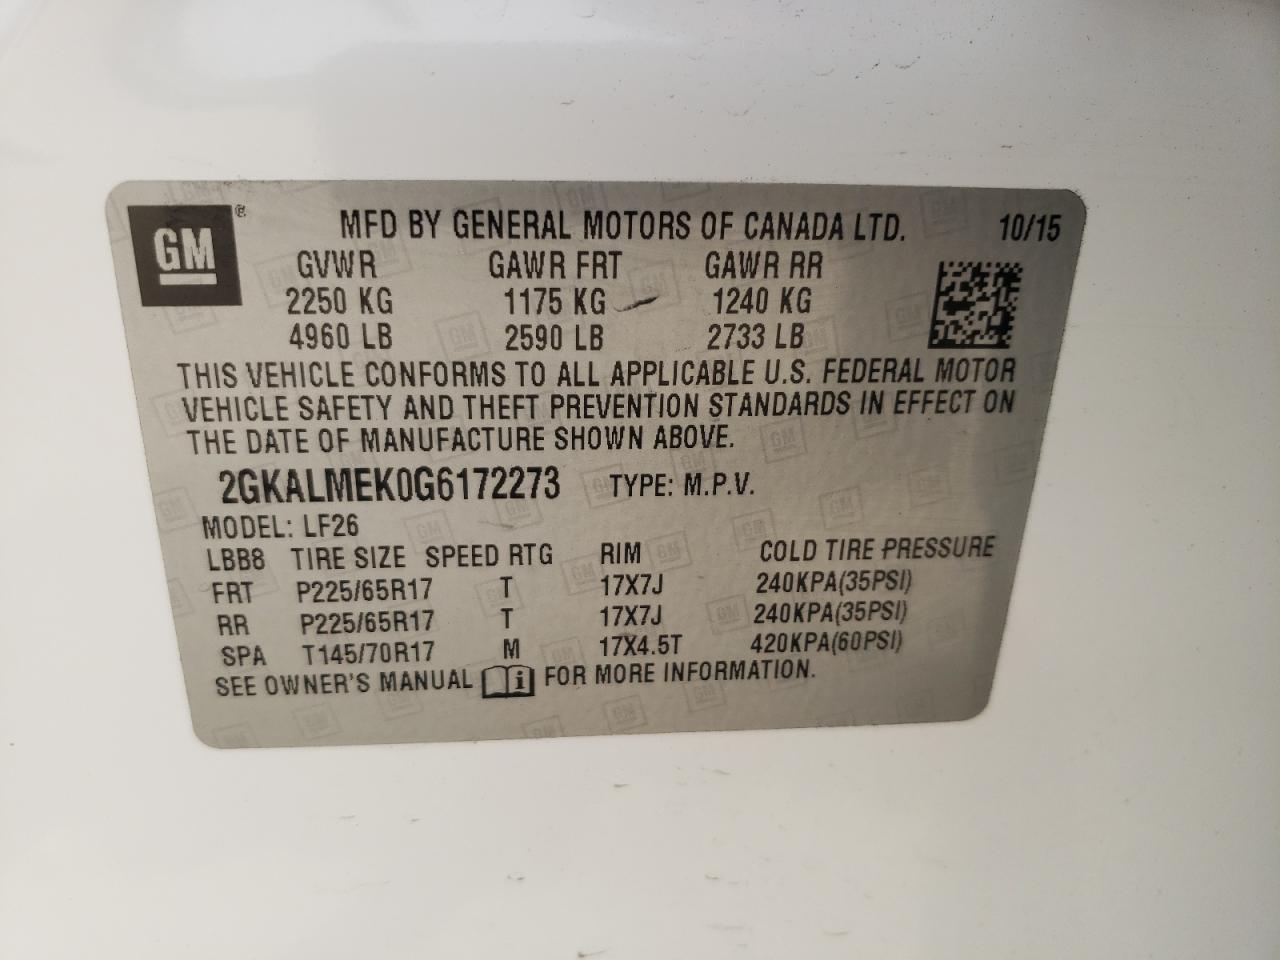 GM®
MFD BY GENERAL MOTORS OF CANADA LTD. 10/15
GVWR GAWR FRT GAWR RR
2250 KG 1175 KG 1240 KG
4960 LB 2590 LB 2733 LB
THIS VEHICLE CONFORMS TO ALL APPLICABLE U.S. FEDERAL MOTOR
VEHICLE SAFETY AND THEFT PREVENTION STANDARDS IN EFFECT ON
THE DATE OF MANUFACTURE SHOWN ABOVE.
2GKALMEK0G6172273 TYPE: M.P.V.
MODEL: LF26
LBB8 TIRE SIZE SPEED RTG RIM COLD TIRE PRESSURE
FRT P225/65R17 T 17X7J 240KPA(35PSI)
RR P225/65R17 T 17X7J 240KPA(35PSI)
SPA T145/70R17 M 17X4.5T 420KPA(60PSI)
SEE OWNER'S MANUAL i FOR MORE INFORMATION.